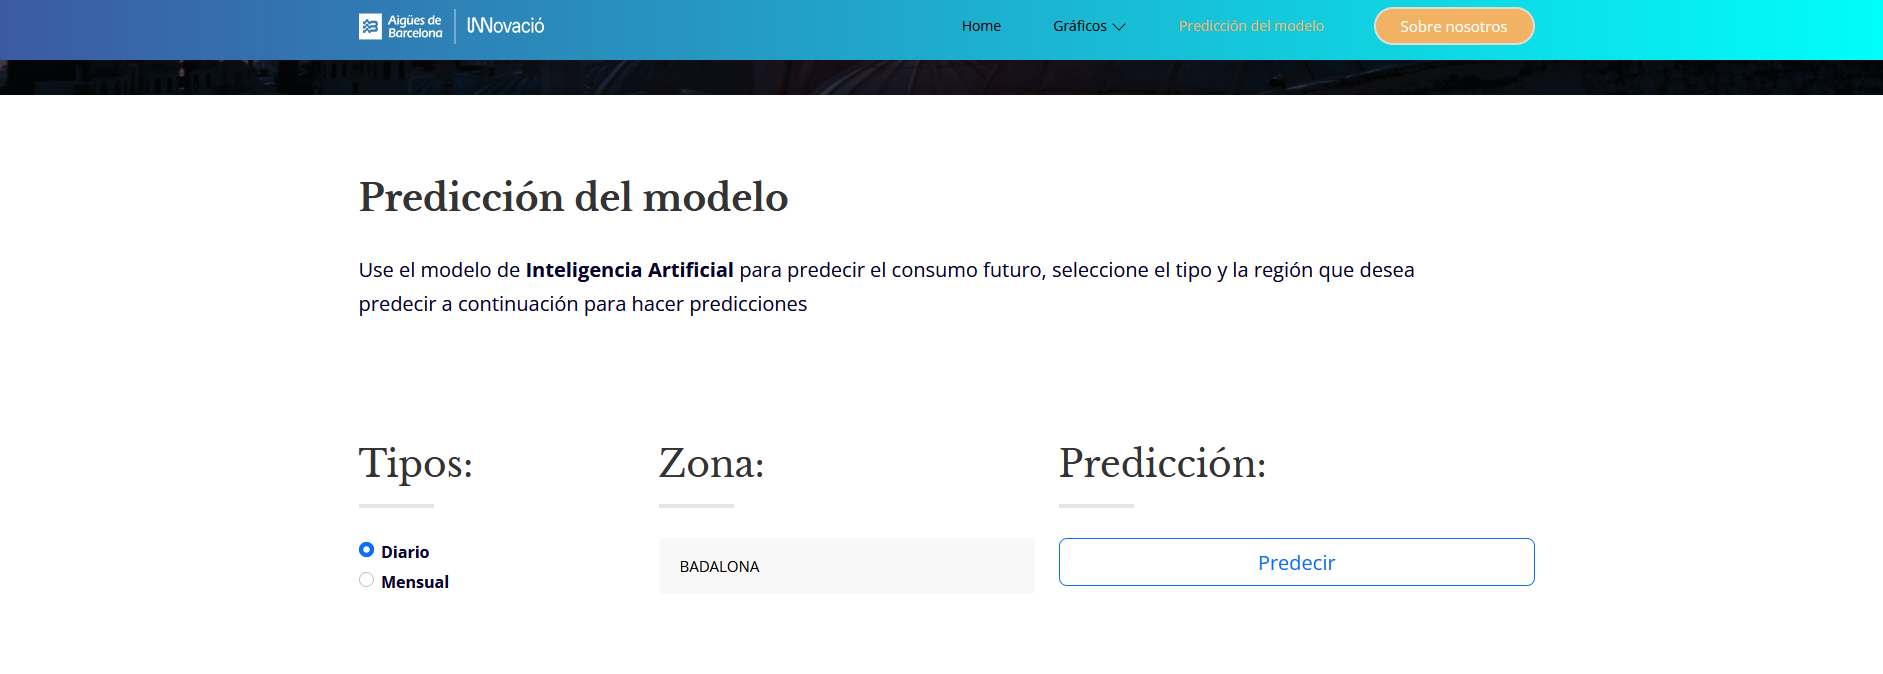 Aigües de
Barcelona
INNovació
Home
Gráficos
Predicción del modelo
Sobre nosotros
Predicción del modelo
Use el modelo de Inteligencia Artificial para predecir el consumo futuro, seleccione el tipo y la región que desea
predecir a continuación para hacer predicciones
Tipos:
Zona:
Predicción:
Diario
Mensual
BADALONA
Predecir